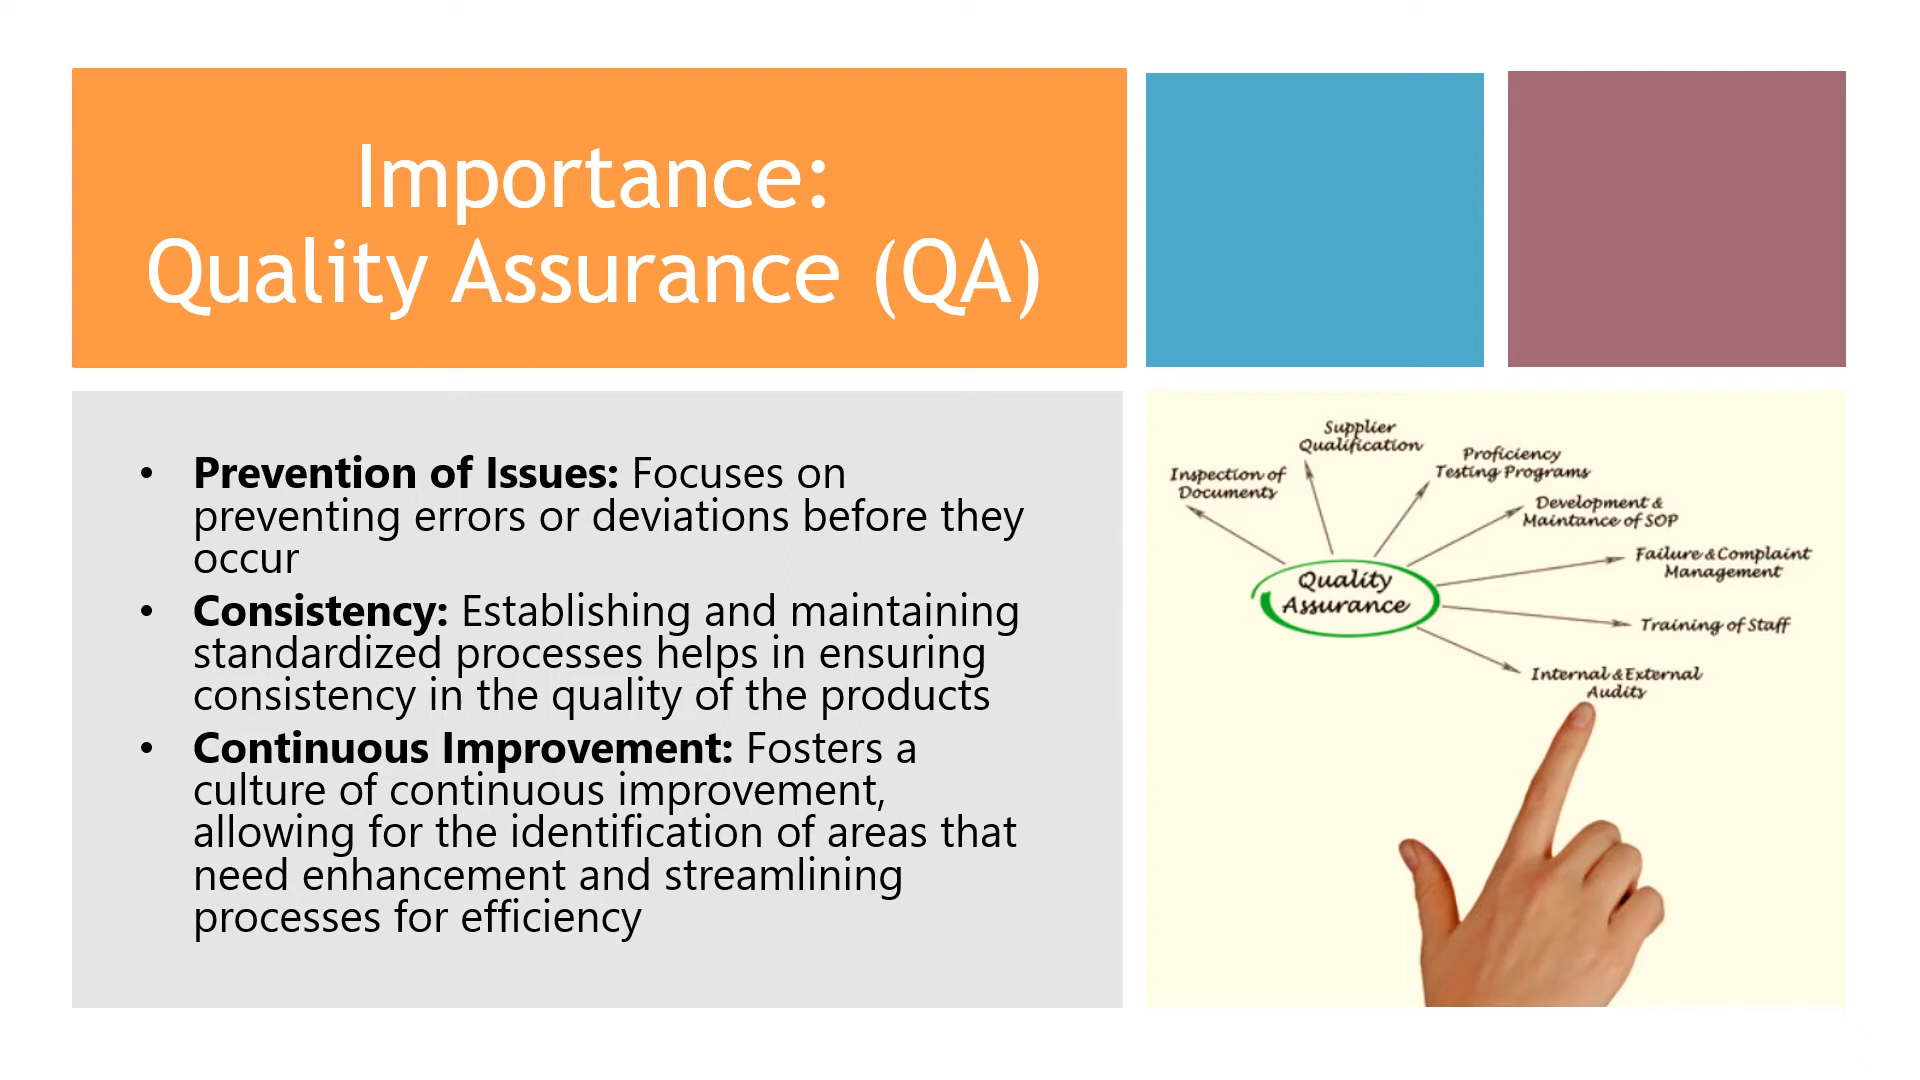 Importance:
Quality Assurance (QA)
• Prevention of Issues: Focuses on
preventing errors or deviations before they
occur
• Consistency: Establishing and maintaining
standardized processes helps in ensuring
consistency in the quality of the products
• Continuous Improvement: Fosters a
culture of continuous improvement,
allowing for the identification of areas that
need enhancement and streamlining
processes for efficiency
Supplier
Qualification
Proficiency
Testing Programs
Inspection of
Documents
Development &
Maintance of SOP
Failure & Complaint
Management
Quality
Assurance
Training of Staff
Internal & External
Audits